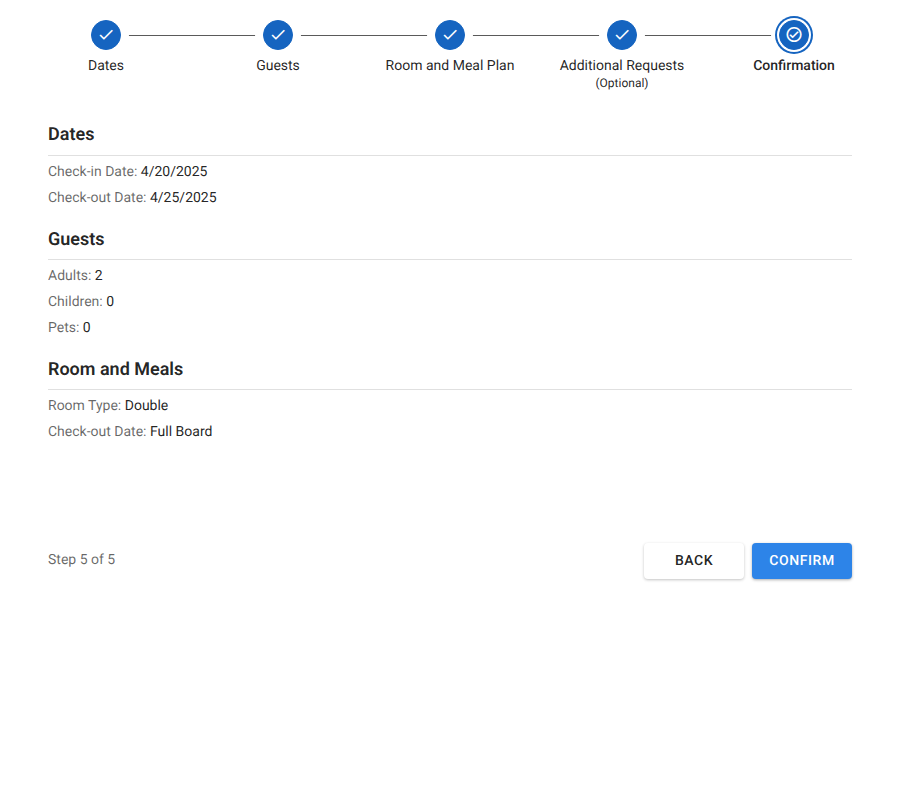 Dates
Guests
Room and Meal Plan
Additional Requests
(Optional)
Confirmation
Dates
Check-in Date: 4/20/2025
Check-out Date: 4/25/2025
Guests
Adults: 2
Children: 0
Pets: 0
Room and Meals
Room Type: Double
Check-out Date: Full Board
Step 5 of 5
BACK
CONFIRM